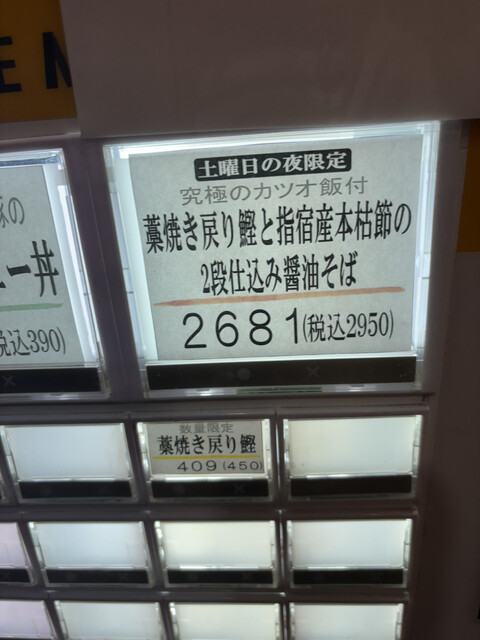 EM
土曜日の夜限定
究極のカツオ飯付
藁焼き戻り鰹と指宿産本枯節の
2段仕込み醤油そば
2681(税込2950)
の
ー丼
税込390)
数量限定
藁焼き戻り鰹
409(450)